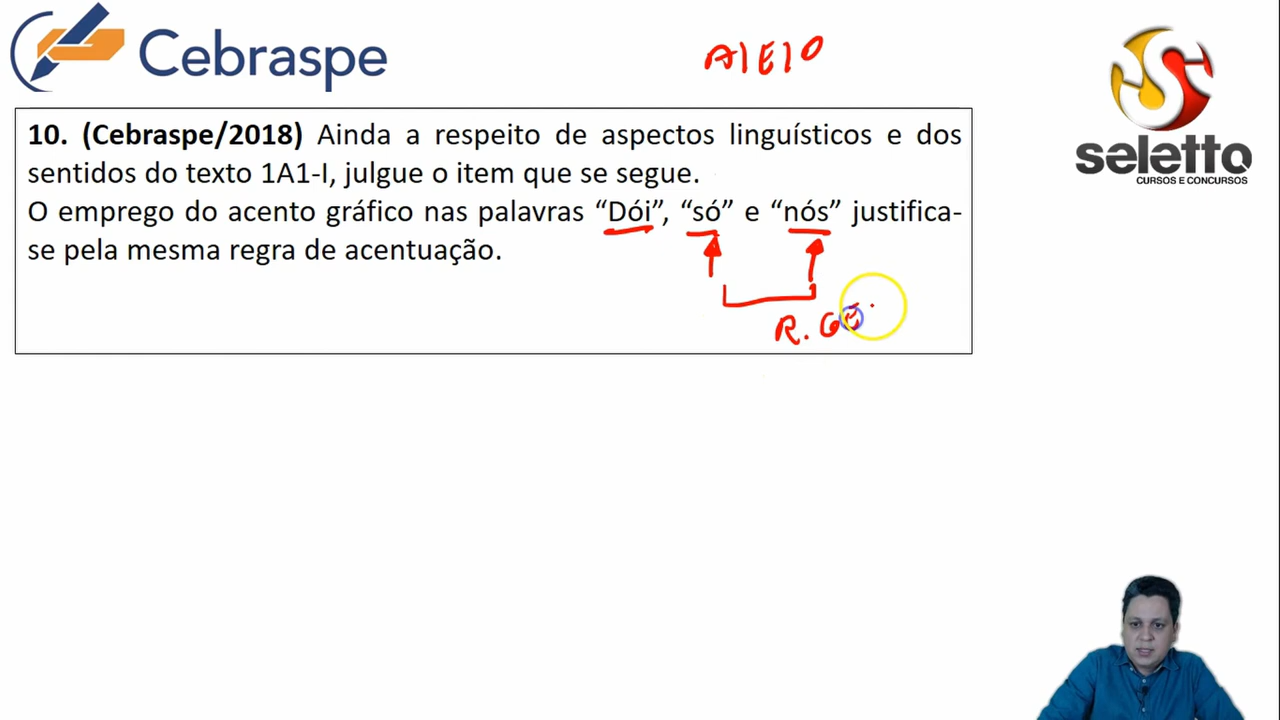 Cebraspe
A|E|O
seletto
CURSOS E CONCURSOS
10. (Cebraspe/2018) Ainda a respeito de aspectos linguísticos e dos
sentidos do texto 1A1-I, julgue o item que se segue.
O emprego do acento gráfico nas palavras “Dói”, “só” e “nós” justifica-
se pela mesma regra de acentuação.
R. GE